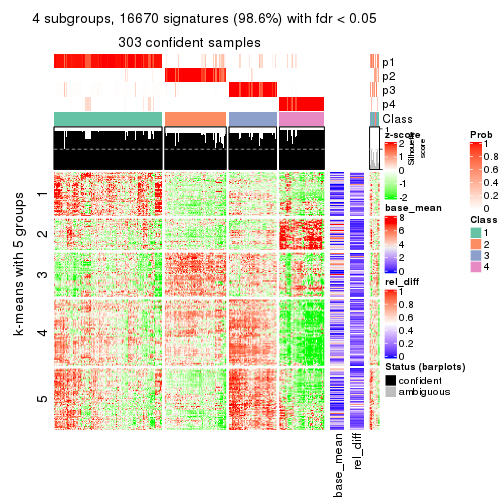 4 subgroups, 16670 signatures (98.6%) with fdr < 0.05
303 confident samples
p1
p2
p3
p4
Class
1
Silhouette
score
k-means with 5 groups
1
2
3
4
5
base_mean
rel_diff
z-score
2
1
0
-1
-2
base_mean
8
6
4
2
0
rel_diff
1
0.8
0.6
0.4
0.2
0
Status (barplots)
confident
ambiguous
Prob
1
0.8
0.6
0.4
0.2
0
Class
1
2
3
4